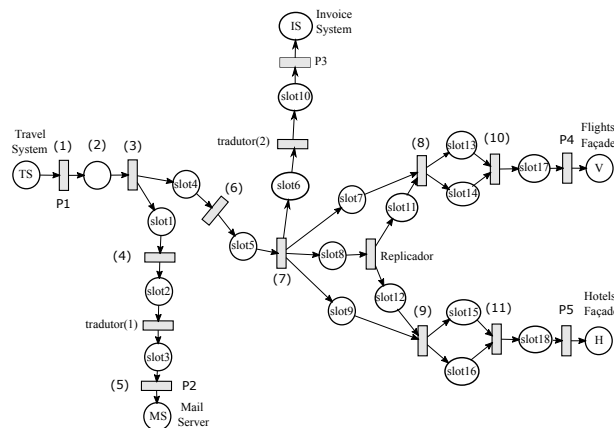 IS
Invoice
System
P3
slot10
tradutor(2)
slot6
Travel
System
(1)
(2)
(3)
TS
P1
slot4
(6)
slot1
slot5
(4)
slot2
tradutor(1)
slot3
(5)
P2
MS
Mail
Server
(7)
slot7
slot8
slot9
Replicador
slot11
slot12
(8)
slot13
slot14
(10)
slot17
P4
Flights
Façade
V
(9)
slot15
slot16
(11)
slot18
P5
Hotels
Façade
H